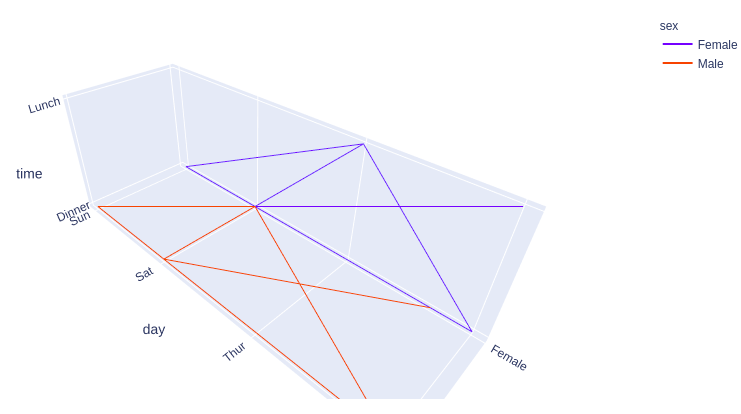 sex
Female
Male
Lunch
time
Dinner
Sun
Sat
day
Thur
Female